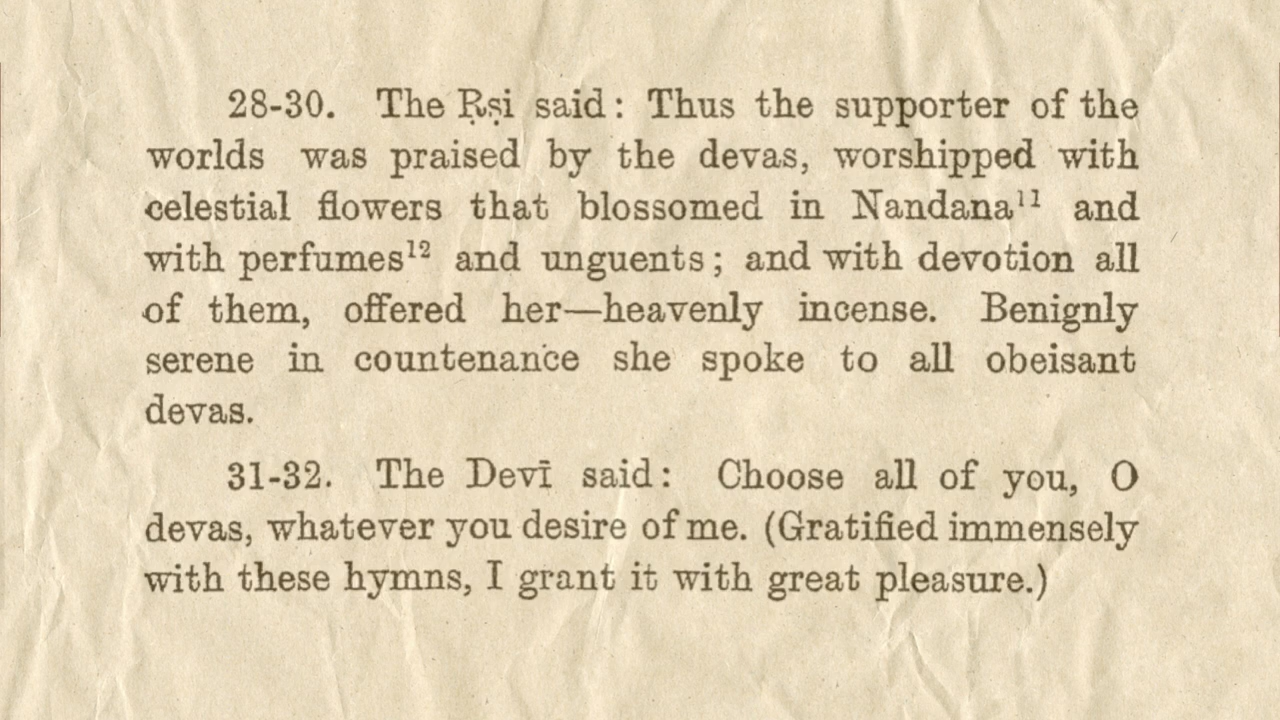 28-30. The Ṛṣi said: Thus the supporter of the
worlds was praised by the devas, worshipped with
celestial flowers that blossomed in Nandana¹¹ and
with perfumes¹² and unguents; and with devotion all
of them, offered her—heavenly incense. Benignly
serene in countenance she spoke to all obeisant
devas.
31-32. The Devī said: Choose all of you, O
devas, whatever you desire of me. (Gratified immensely
with these hymns, I grant it with great pleasure.)